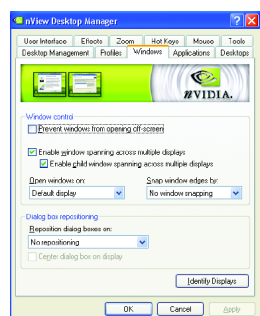 nView Desktop Manager
User Interface Effects Zoom Hot Keys Mouse Tools
Desktop Management Profiles Windows Applications Desktops
NVIDIA.
Window control
Prevent windows from opening off-screen
Enable window spanning across multiple displays
Enable child window spanning across multiple displays
Open windows on: Snap window edges by:
Default display No window snapping
Dialog box repositioning
Reposition dialog boxes on:
No repositioning
Center dialog box on display
Identify Displays
OK Cancel Apply